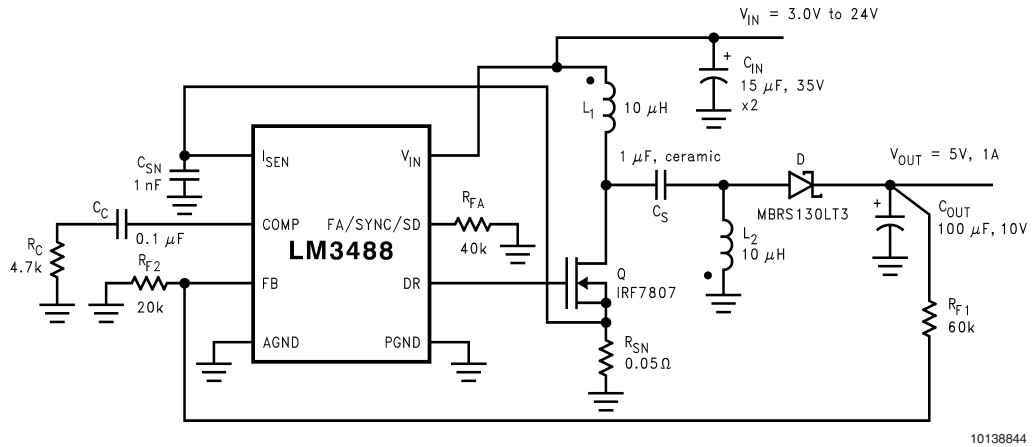 V_IN = 3.0V to 24V
+
C_IN
15 μF, 35V
x2
L_1
10 μH
I_SEN
V_IN
C_SN
1 nF
1 μF, ceramic
C_S
D
MBRS130LT3
V_OUT = 5V, 1A
+
C_OUT
100 μF, 10V
C_C
0.1 μF
COMP
FA/SYNC/SD
R_FA
40k
L_2
10 μH
R_C
4.7k
LM3488
R_F2
20k
FB
DR
Q
IRF7807
R_F1
60k
AGND
PGND
R_SN
0.05Ω
10138844